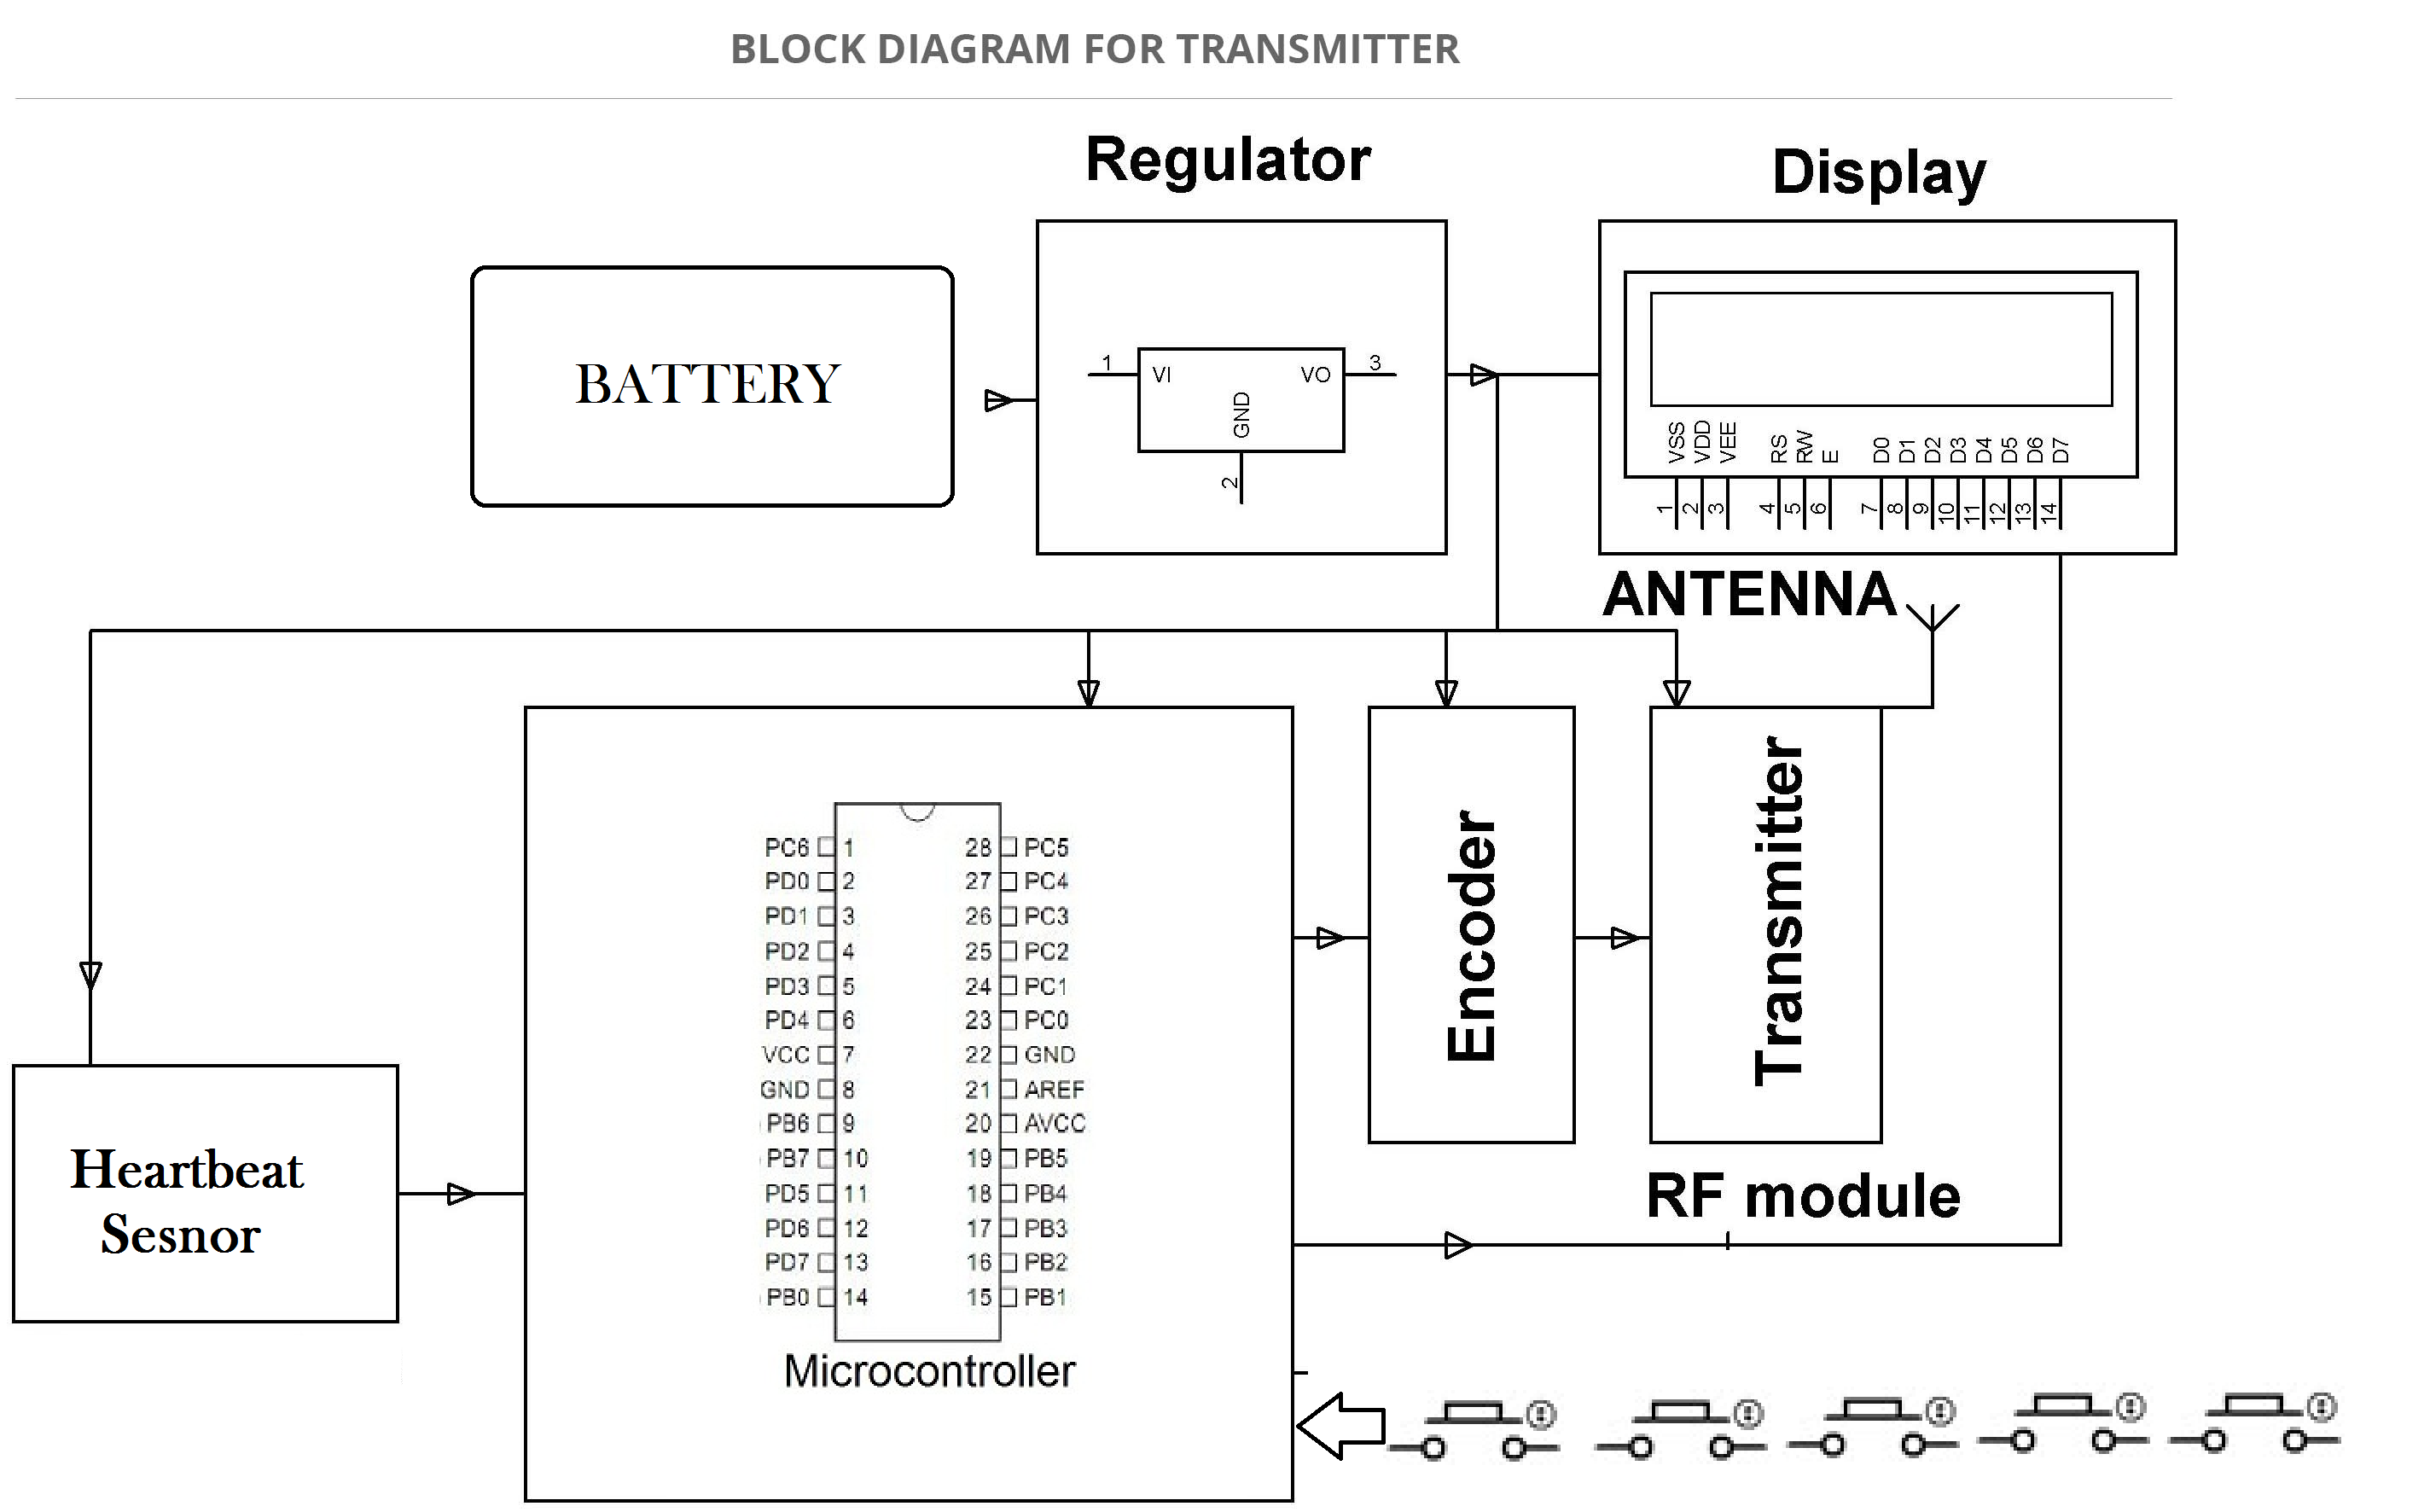 BLOCK DIAGRAM FOR TRANSMITTER
Regulator
Display
BATTERY
1 VI VO 3
GND
2
VSS VDD VEE RS RW E D0 D1 D2 D3 D4 D5 D6 D7
1 2 3 4 5 6 7 8 9 10 11 12 13 14
ANTENNA
Encoder
Transmitter
PC6 1 28 PC5
PD0 2 27 PC4
PD1 3 26 PC3
PD2 4 25 PC2
PD3 5 24 PC1
PD4 6 23 PC0
VCC 7 22 GND
GND 8 21 AREF
PB6 9 20 AVCC
PB7 10 19 PB5
PD5 11 18 PB4
PD6 12 17 PB3
PD7 13 16 PB2
PB0 14 15 PB1
Microcontroller
Heartbeat
Sesnor
RF module